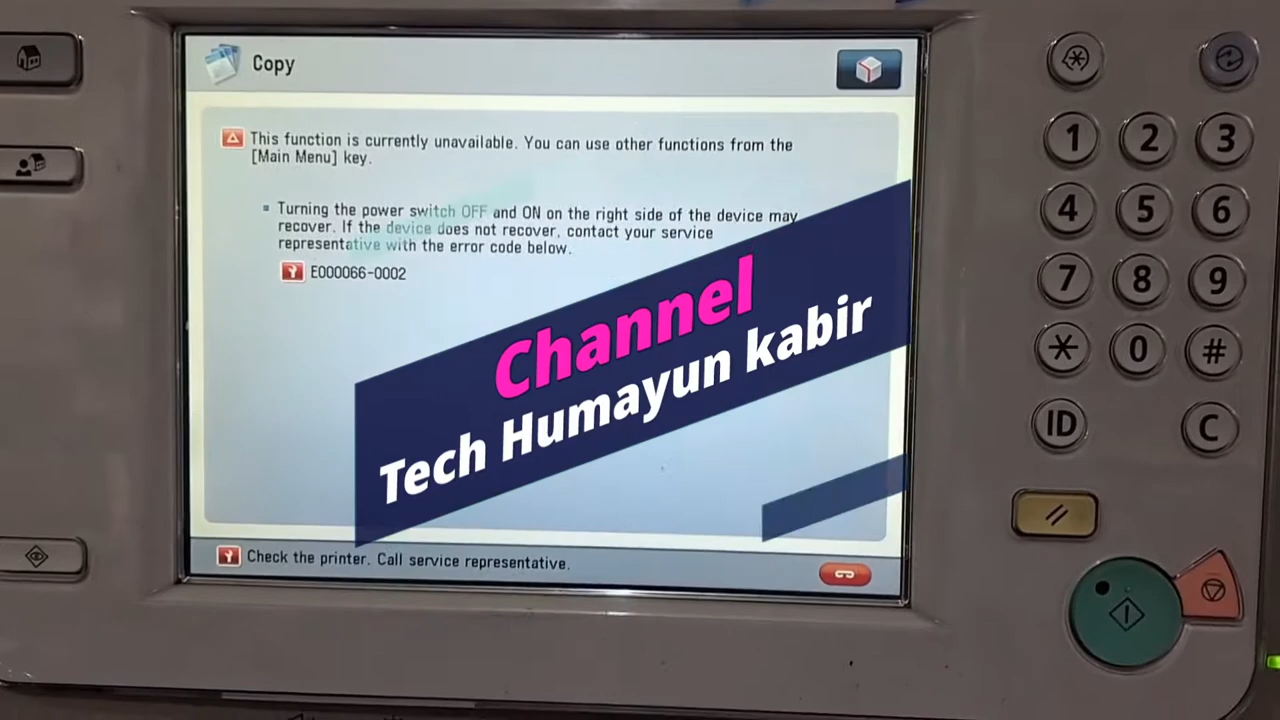 Copy
This function is currently unavailable. You can use other functions from the
[Main Menu] key.
Turning the power switch OFF and ON on the right side of the device may
recover. If the device does not recover, contact your service
representative with the error code below.
E000066-0002
Channel
Tech Humayun kabir
Check the printer. Call service representative.
1 2 3
4 5 6
7 8 9
* 0 #
ID C